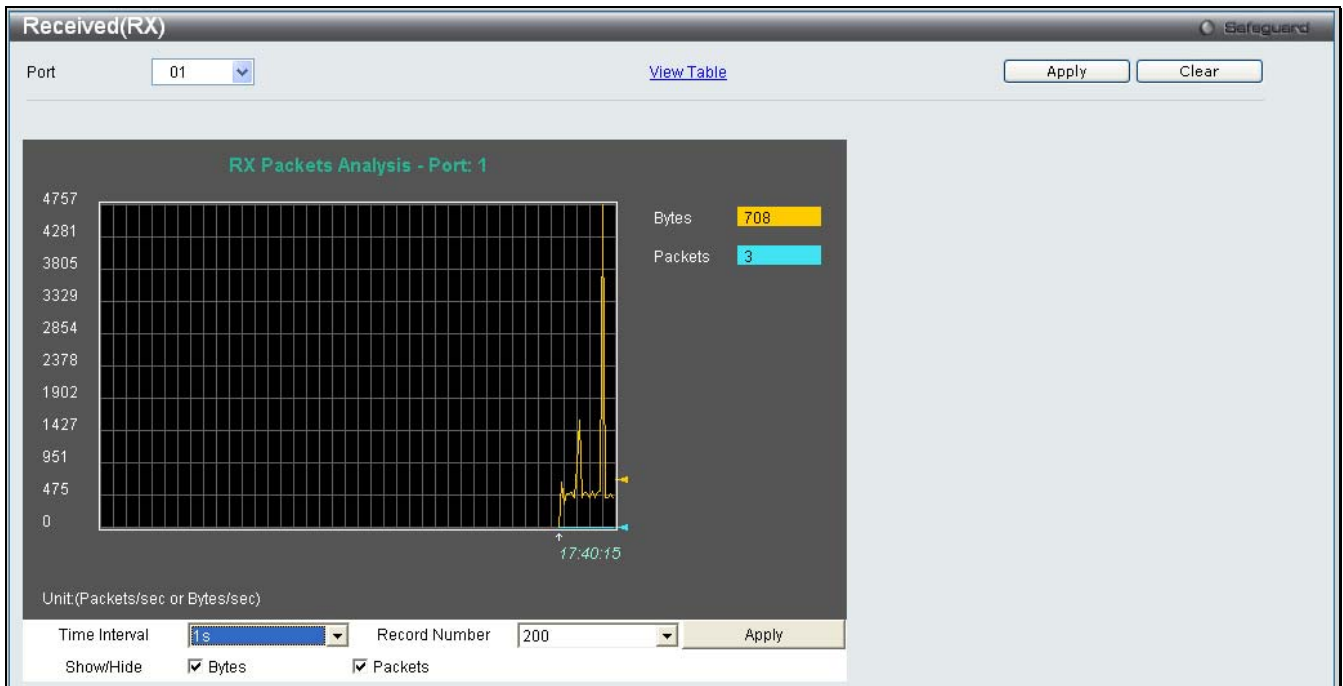 Received(RX)
Safeguard
Port 01 View Table Apply Clear
RX Packets Analysis - Port: 1
4757
4281
3805
3329
2854
2378
1902
1427
951
475
0
Bytes 708
Packets 3
17:40:15
Unit:(Packets/sec or Bytes/sec)
Time Interval 1s Record Number 200 Apply
Show/Hide Bytes Packets